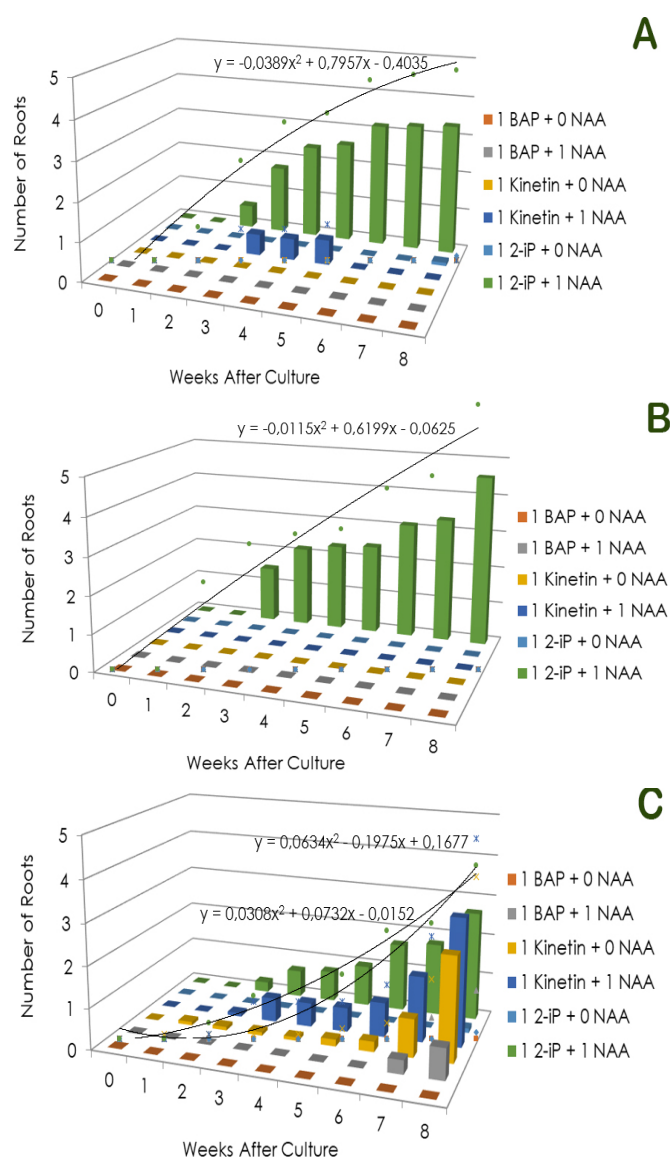 A
y = -0,0389x² + 0,7957x - 0,4035
Number of Roots
5
4
3
2
1
0
0 1 2 3 4 5 6 7 8
Weeks After Culture
1 BAP + 0 NAA
1 BAP + 1 NAA
1 Kinetin + 0 NAA
1 Kinetin + 1 NAA
1 2-iP + 0 NAA
1 2-iP + 1 NAA
B
y = -0,0115x² + 0,6199x - 0,0625
Number of Roots
5
4
3
2
1
0
0 1 2 3 4 5 6 7 8
Weeks After Culture
1 BAP + 0 NAA
1 BAP + 1 NAA
1 Kinetin + 0 NAA
1 Kinetin + 1 NAA
1 2-iP + 0 NAA
1 2-iP + 1 NAA
C
y = 0,0634x² - 0,1975x + 0,1677
y = 0,0308x² + 0,0732x - 0,0152
Number of Roots
5
4
3
2
1
0
0 1 2 3 4 5 6 7 8
Weeks After Culture
1 BAP + 0 NAA
1 BAP + 1 NAA
1 Kinetin + 0 NAA
1 Kinetin + 1 NAA
1 2-iP + 0 NAA
1 2-iP + 1 NAA